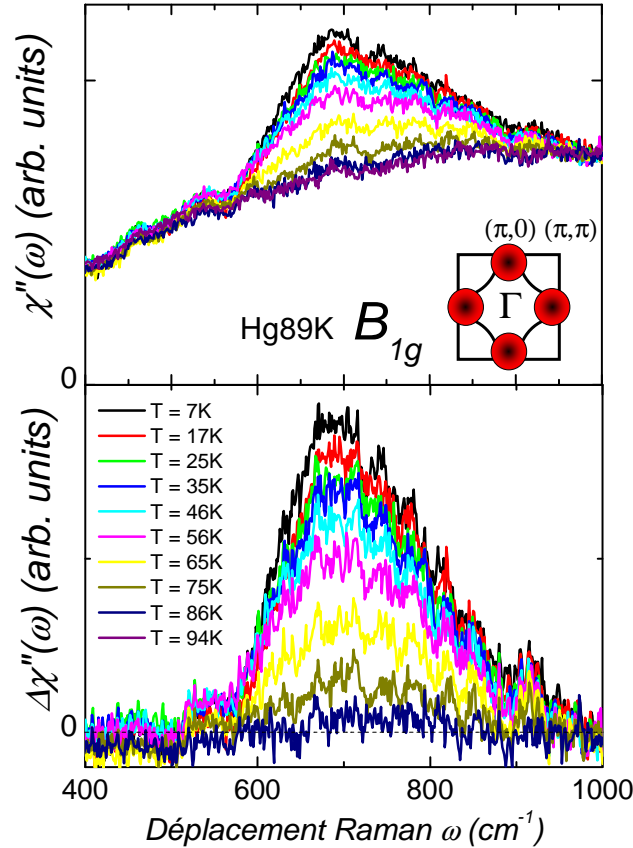 χ''(ω) (arb. units)
(π,0) (π,π)
Γ
Hg89K B1g
0
Δχ''(ω) (arb. units)
T = 7K
T = 17K
T = 25K
T = 35K
T = 46K
T = 56K
T = 65K
T = 75K
T = 86K
T = 94K
0
400 600 800 1000
Déplacement Raman ω (cm-1)